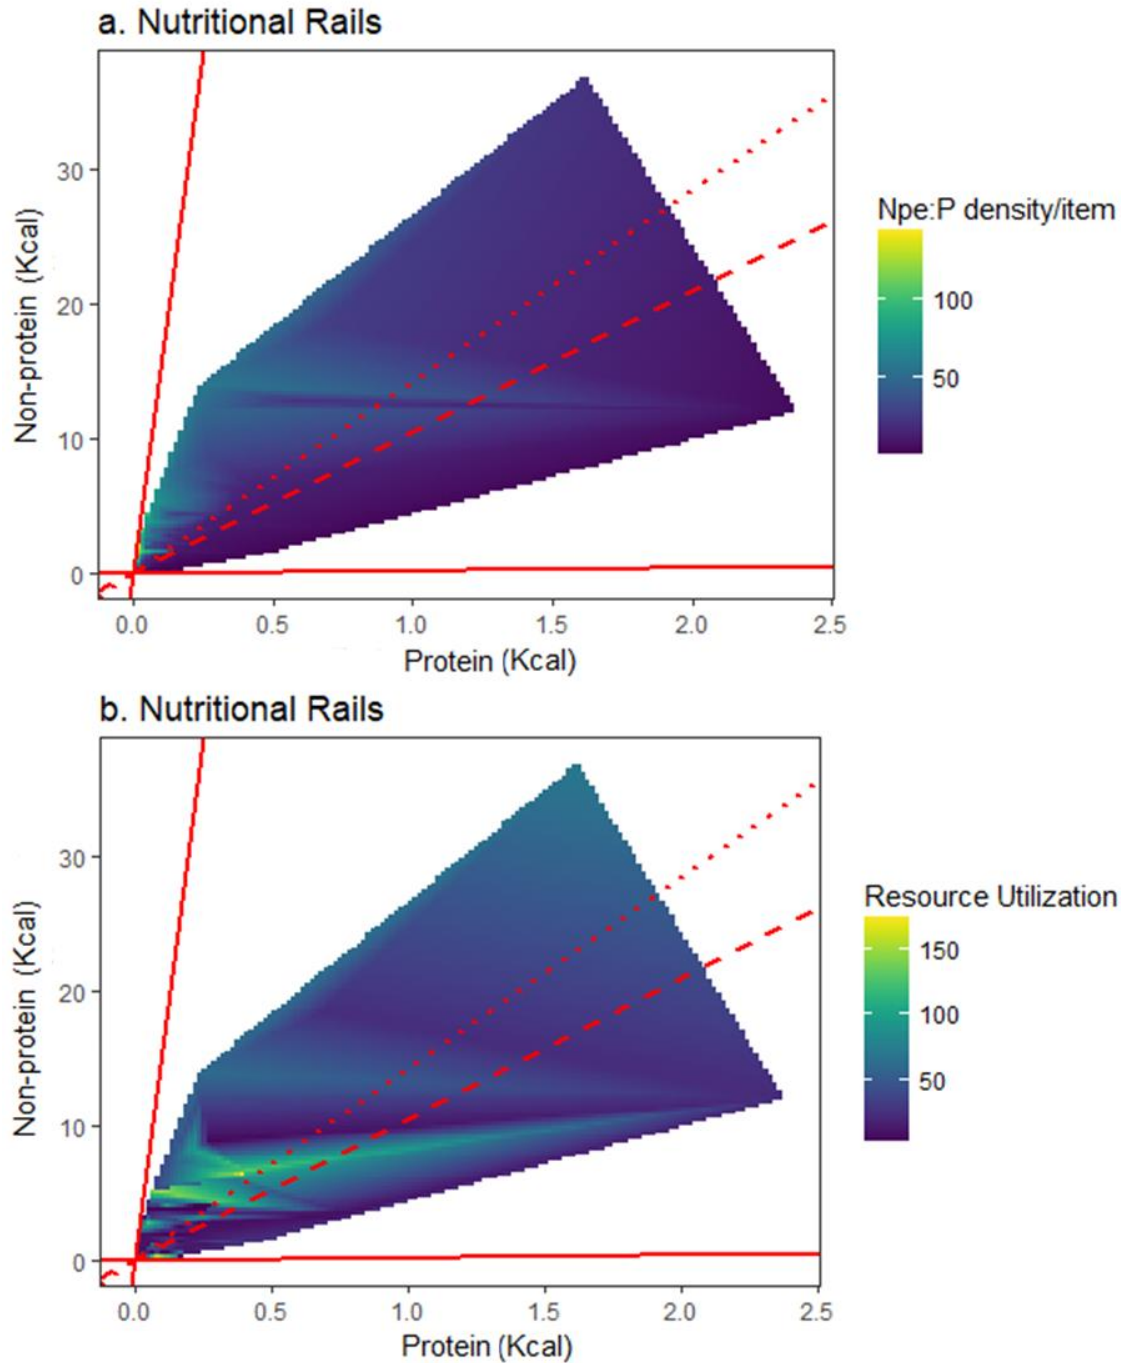 a. Nutritional Rails
Non-protein (Kcal)
30
20
10
0
0.0 0.5 1.0 1.5 2.0 2.5
Protein (Kcal)
Npe:P density/item
100
50
b. Nutritional Rails
Non-protein (Kcal)
30
20
10
0
0.0 0.5 1.0 1.5 2.0 2.5
Protein (Kcal)
Resource Utilization
150
100
50